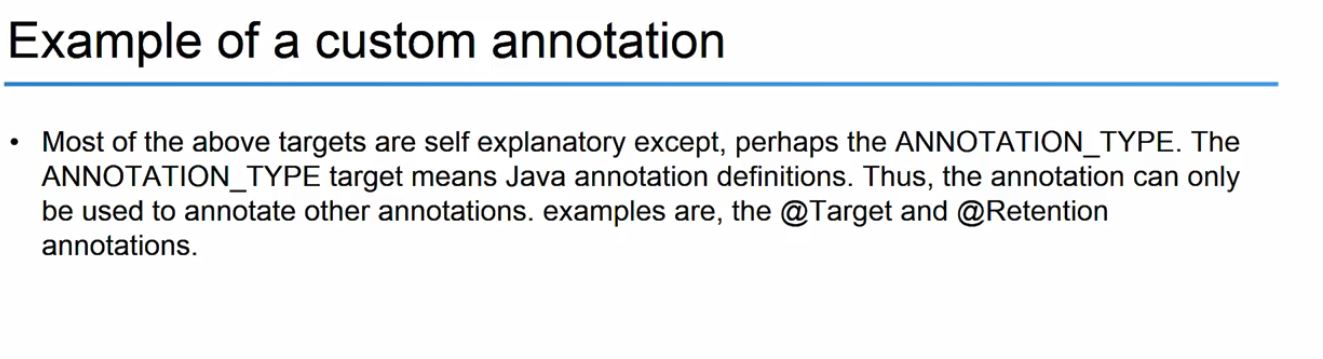 Example of a custom annotation
• Most of the above targets are self explanatory except, perhaps the ANNOTATION_TYPE. The
ANNOTATION_TYPE target means Java annotation definitions. Thus, the annotation can only
be used to annotate other annotations. examples are, the @Target and @Retention
annotations.